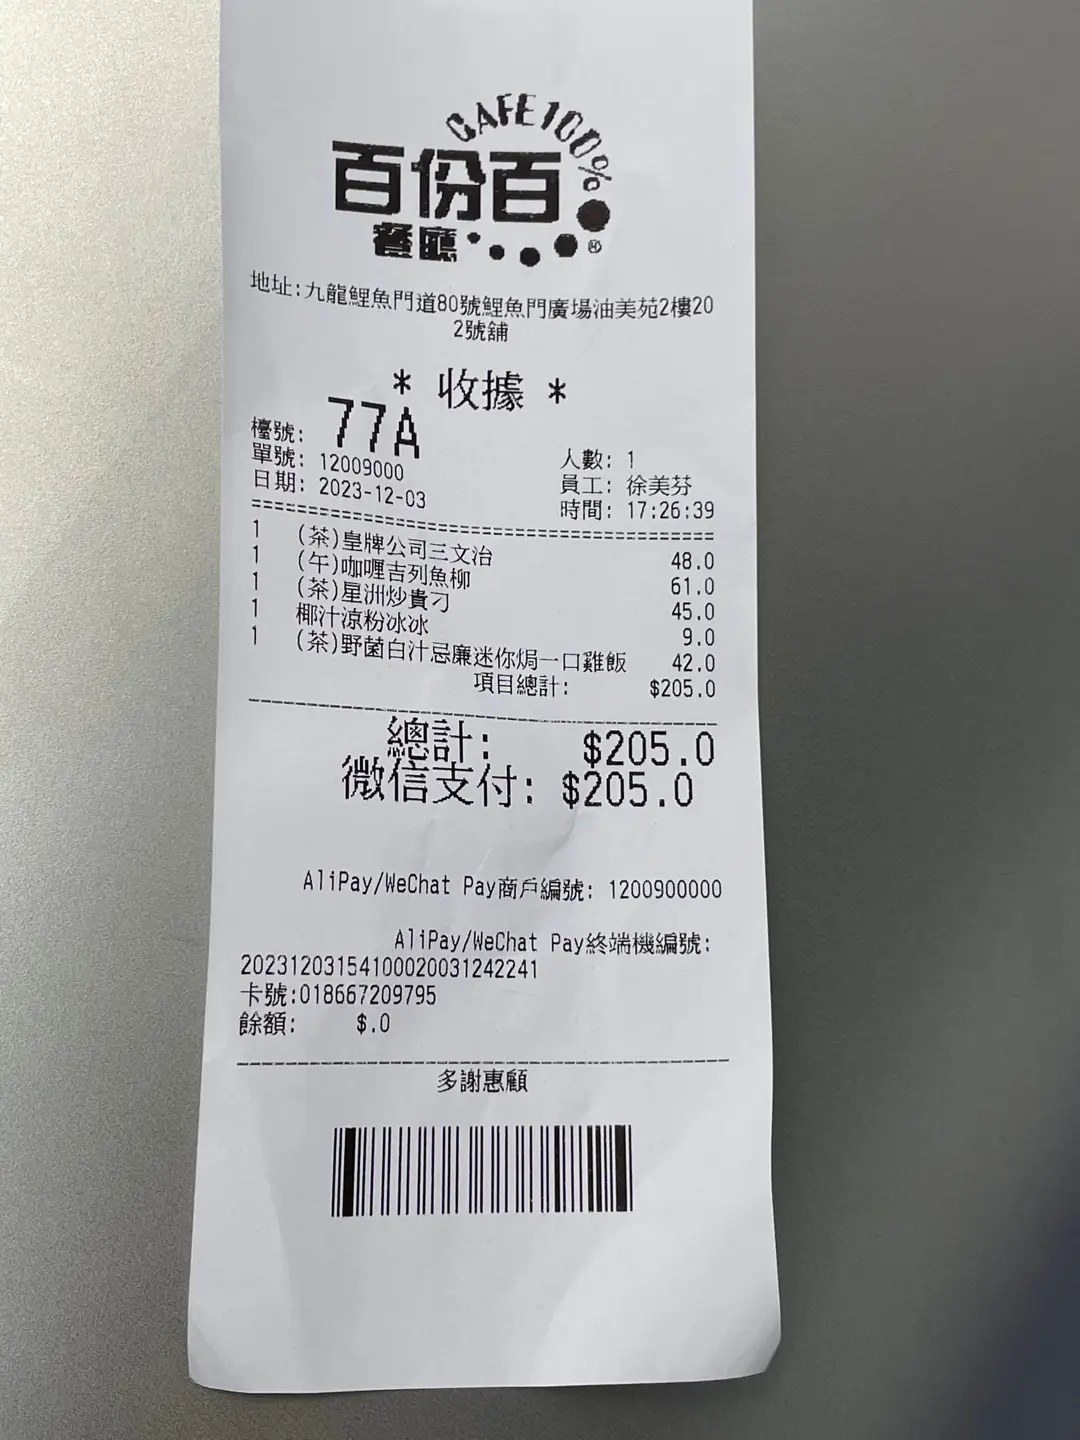 CAFE 100%
百份百
餐廳
地址:九龍鯉魚門道80號鯉魚門廣場油美苑2樓20
2號舖
* 收據 *
檯號: 77A
單號: 12009000 人數: 1
日期: 2023-12-03 員工: 徐美芬
時間: 17:26:39
1 (茶)皇牌公司三文治 48.0
1 (午)咖喱吉列魚柳 61.0
1 (茶)星洲炒貴刁 45.0
1 椰汁涼粉冰冰 9.0
1 (茶)野菌白汁忌廉迷你焗一口雞飯 42.0
項目總計: $205.0
總計: $205.0
微信支付: $205.0
AliPay/WeChat Pay商戶編號: 1200900000
AliPay/WeChat Pay終端機編號:
20231203154100020031242241
卡號:018667209795
餘額: $.0
多謝惠顧